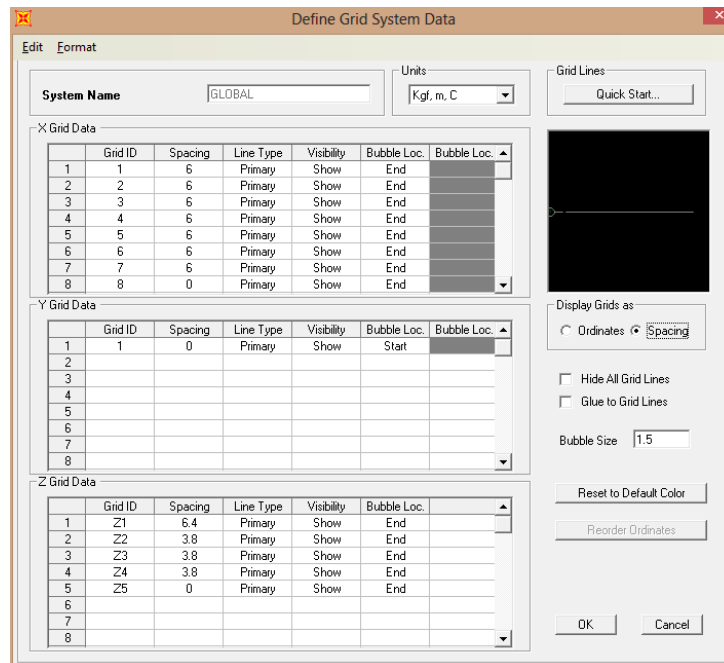 Define Grid System Data
Edit Format
System Name GLOBAL
Units
Kgf, m, C
Grid Lines
Quick Start...
X Grid Data
Grid ID Spacing Line Type Visibility Bubble Loc. Bubble Loc.
1 1 6 Primary Show End
2 2 6 Primary Show End
3 3 6 Primary Show End
4 4 6 Primary Show End
5 5 6 Primary Show End
6 6 6 Primary Show End
7 7 6 Primary Show End
8 8 0 Primary Show End
Y Grid Data
Grid ID Spacing Line Type Visibility Bubble Loc. Bubble Loc.
1 1 0 Primary Show Start
2
3
4
5
6
7
8
Display Grids as
Ordinates Spacing
Hide All Grid Lines
Glue to Grid Lines
Bubble Size 1.5
Z Grid Data
Grid ID Spacing Line Type Visibility Bubble Loc.
1 Z1 6.4 Primary Show End
2 Z2 3.8 Primary Show End
3 Z3 3.8 Primary Show End
4 Z4 3.8 Primary Show End
5 Z5 0 Primary Show End
6
7
8
Reset to Default Color
Reorder Ordinates
OK Cancel